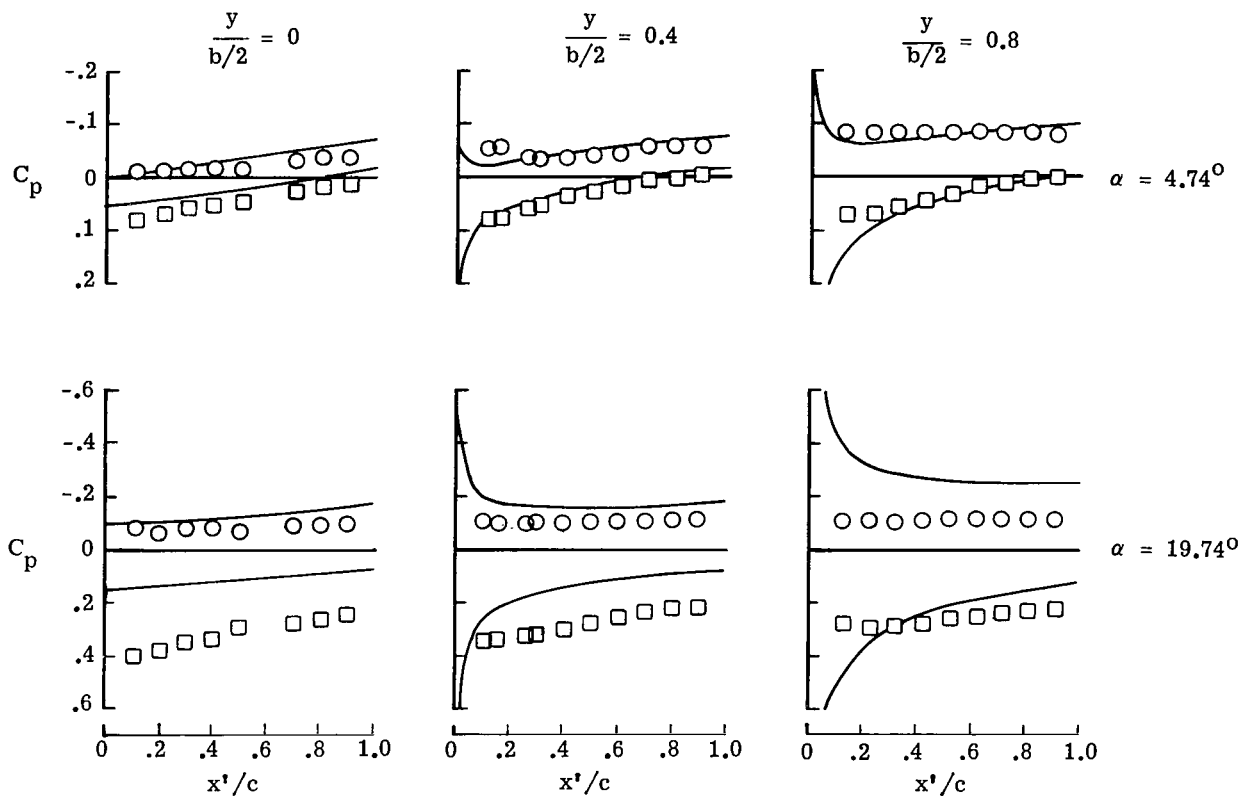 y/(b/2) = 0
y/(b/2) = 0.4
y/(b/2) = 0.8
-.2
-.1
C_p 0
.1
.2
α = 4.74°
-.6
-.4
-.2
C_p 0
.2
.4
.6
α = 19.74°
0 .2 .4 .6 .8 1.0
0 .2 .4 .6 .8 1.0
0 .2 .4 .6 .8 1.0
x'/c
x'/c
x'/c